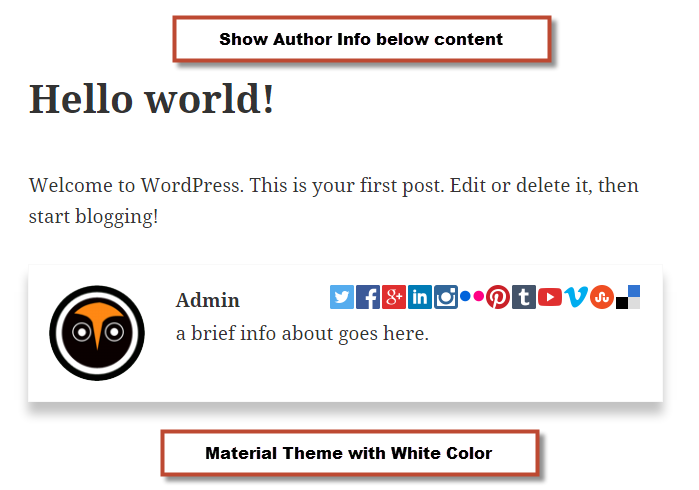 Show Author Info below content
Hello world!
Welcome to WordPress. This is your first post. Edit or delete it, then
start blogging!
Admin
a brief info about goes here.
Material Theme with White Color